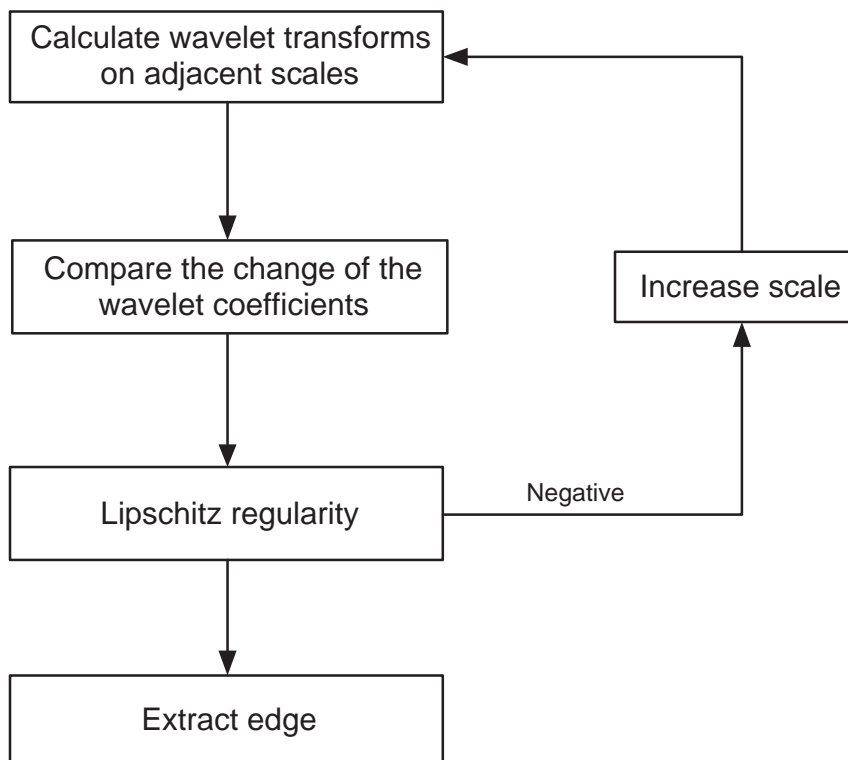 Calculate wavelet transforms
on adjacent scales
Compare the change of the
wavelet coefficients
Increase scale
Lipschitz regularity
Negative
Extract edge